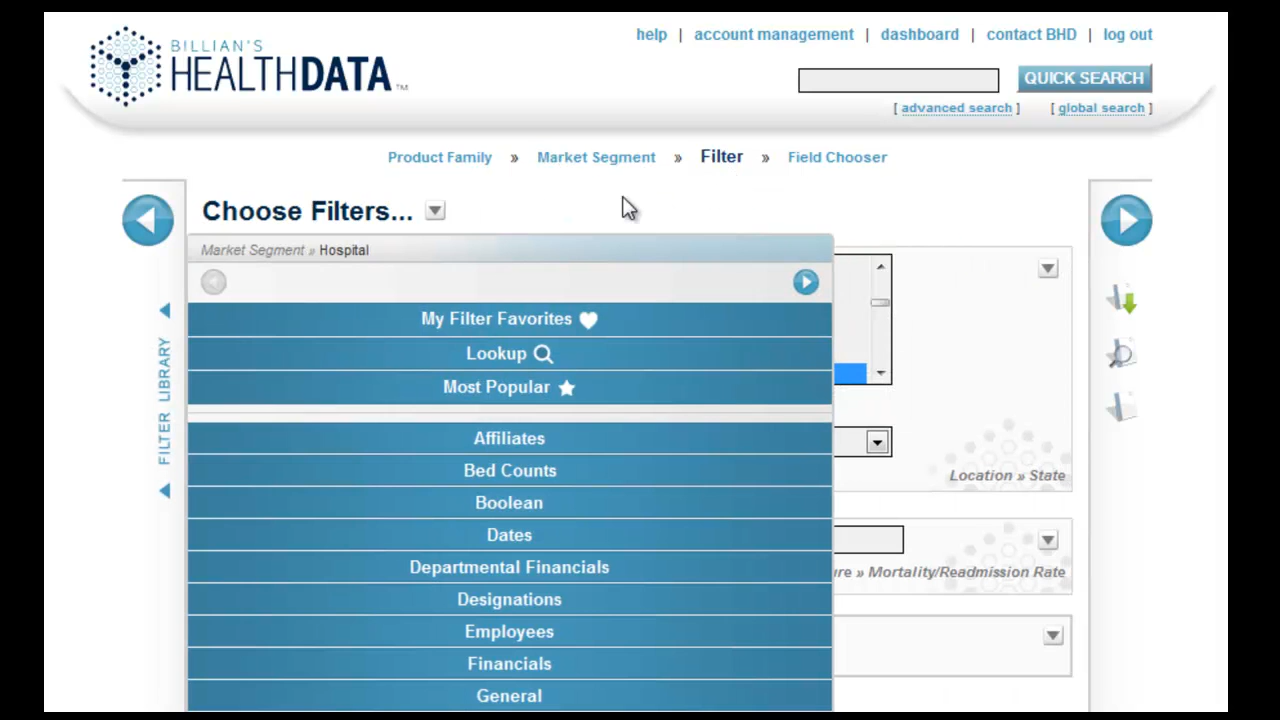 help | account management | dashboard | contact BHD | log out
BILLIAN'S
HEALTHDATA™
QUICK SEARCH
[ advanced search ] [ global search ]
Product Family » Market Segment » Filter » Field Chooser
Choose Filters...
Market Segment » Hospital
My Filter Favorites
Lookup
Most Popular
Affiliates
Bed Counts
Boolean
Dates
Departmental Financials
Designations
Employees
Financials
General
FILTER LIBRARY
Location » State
» Mortality/Readmission Rate